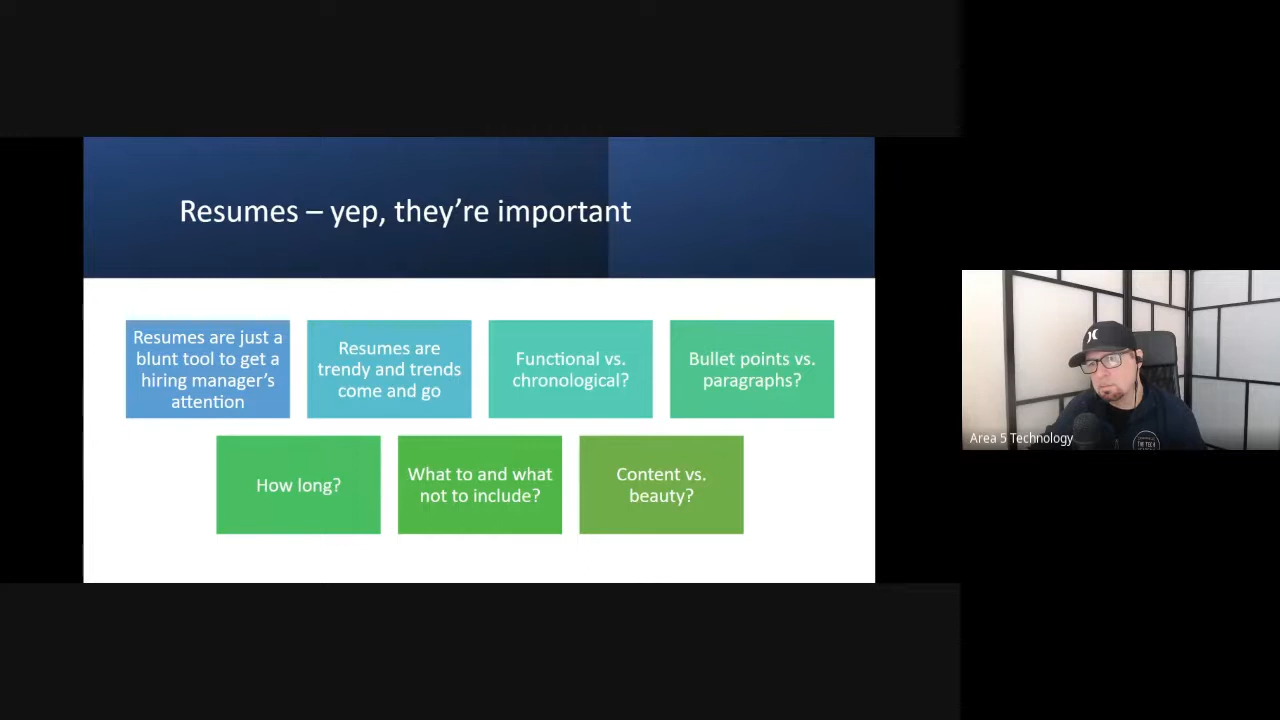 Resumes – yep, they’re important
Resumes are just a
blunt tool to get a
hiring manager’s
attention
Resumes are
trendy and trends
come and go
Functional vs.
chronological?
Bullet points vs.
paragraphs?
How long?
What to and what
not to include?
Content vs.
beauty?
Area 5 Technology
THE TECH